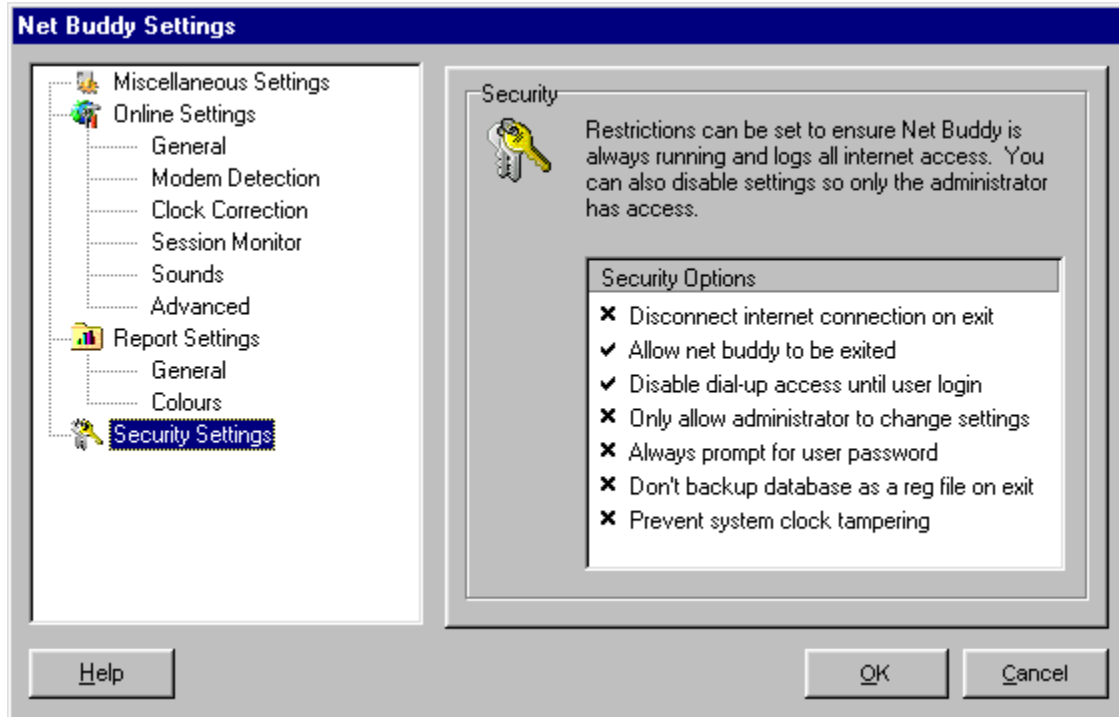 Net Buddy Settings
Miscellaneous Settings
Online Settings
General
Modem Detection
Clock Correction
Session Monitor
Sounds
Advanced
Report Settings
General
Colours
Security Settings
Security
Restrictions can be set to ensure Net Buddy is
always running and logs all internet access. You
can also disable settings so only the administrator
has access.
Security Options
Disconnect internet connection on exit
Allow net buddy to be exited
Disable dial-up access until user login
Only allow administrator to change settings
Always prompt for user password
Don't backup database as a reg file on exit
Prevent system clock tampering
Help
OK
Cancel